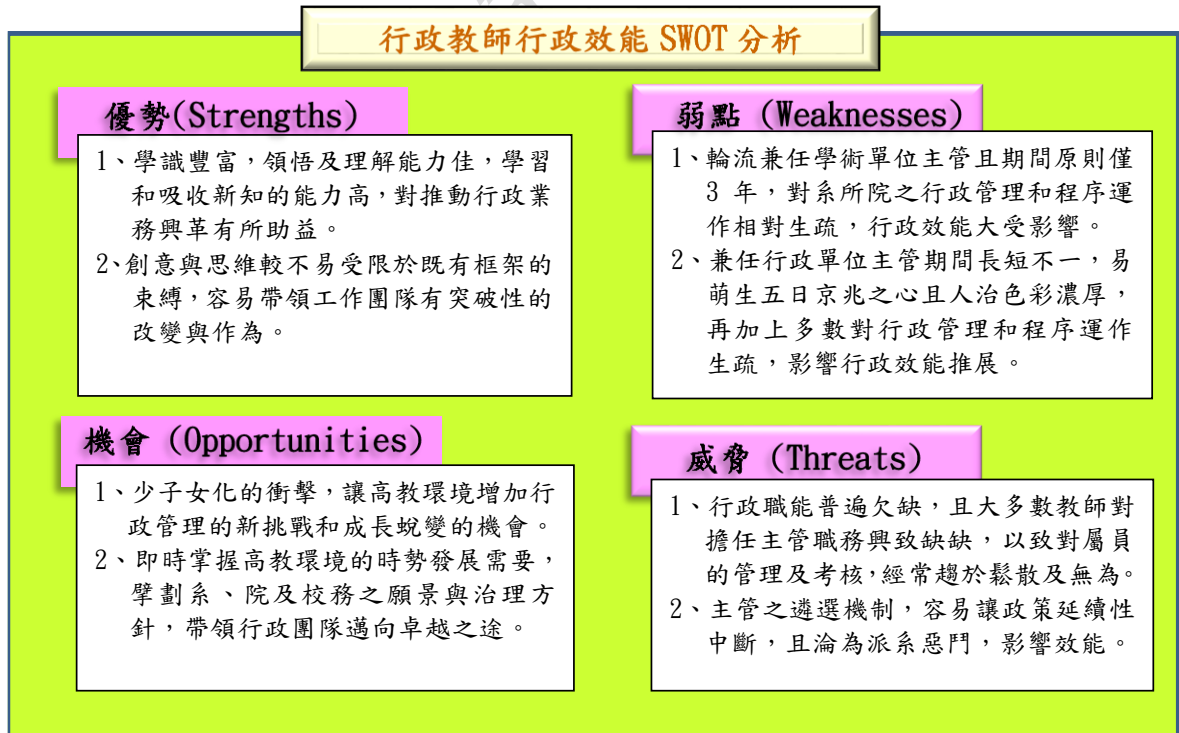 行政教師行政效能 SWOT 分析
優勢(Strengths)
1、學識豐富，領悟及理解能力佳，學習
和吸收新知的能力高，對推動行政業
務興革有所助益。
2、創意與思維較不易受限於既有框架的
束縛，容易帶領工作團隊有突破性的
改變與作為。
弱點 (Weaknesses)
1、輪流兼任學術單位主管且期間原則僅
3 年，對系所院之行政管理和程序運
作相對生疏，行政效能大受影響。
2、兼任行政單位主管期間長短不一，易
萌生五日京兆之心且人治色彩濃厚，
再加上多數對行政管理和程序運作
生疏，影響行政效能推展。
機會 (Opportunities)
1、少子女化的衝擊，讓高教環境增加行
政管理的新挑戰和成長蛻變的機會。
2、即時掌握高教環境的時勢發展需要，
擘劃系、院及校務之願景與治理方
針，帶領行政團隊邁向卓越之途。
威脅 (Threats)
1、行政職能普遍欠缺，且大多數教師對
擔任主管職務興致缺缺，以致對屬員
的管理及考核，經常趨於鬆散及無為。
2、主管之遴選機制，容易讓政策延續性
中斷，且淪為派系惡鬥，影響效能。